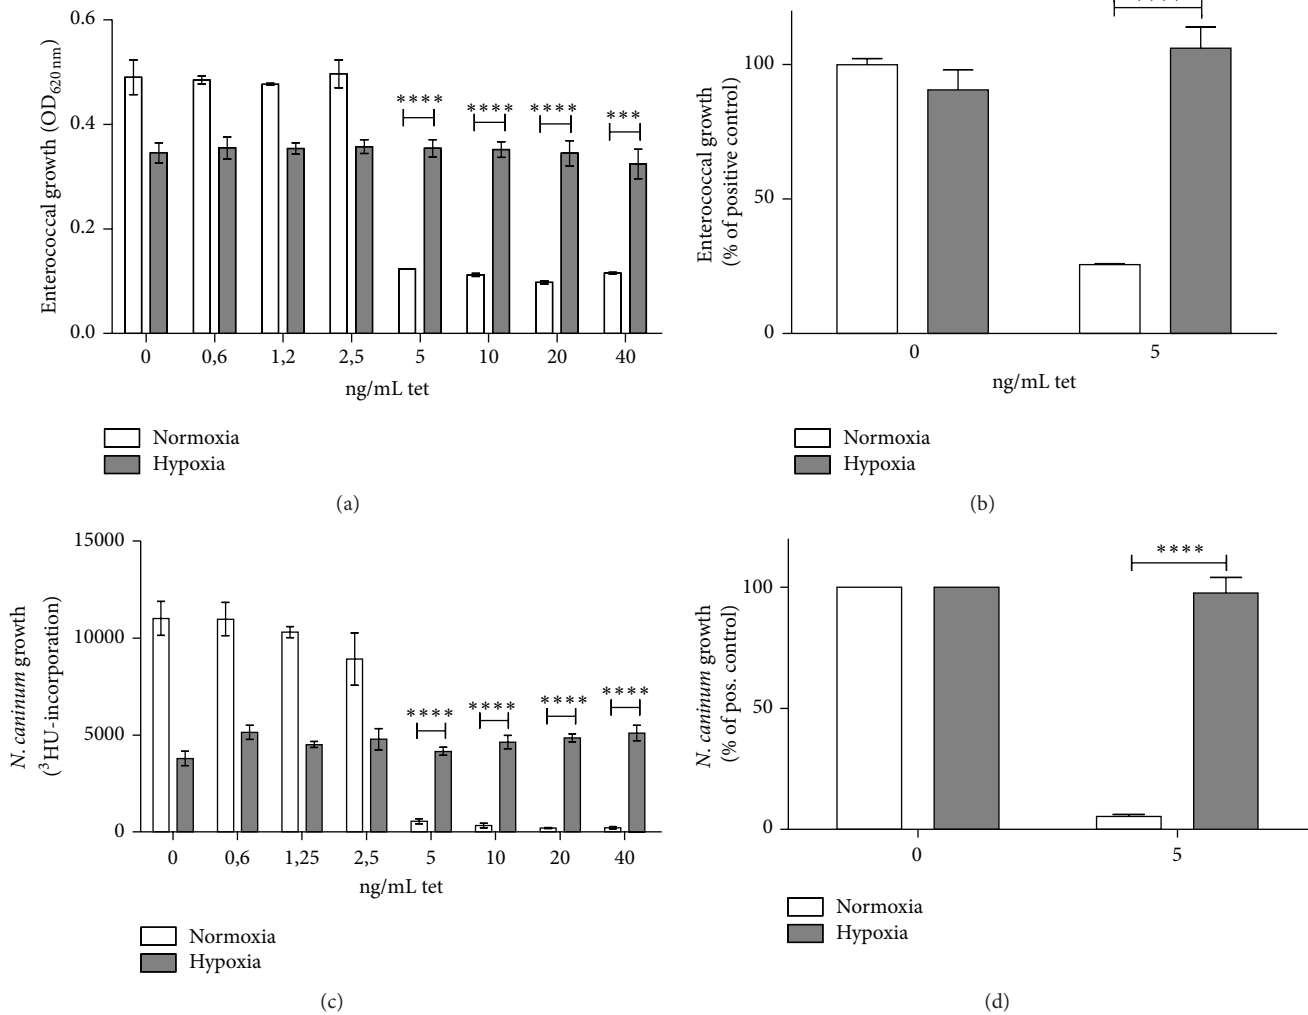 0.6
0.4
0.2
0.0
Enterococcal growth (OD620 nm)
****
****
****
***
0 0,6 1,2 2,5 5 10 20 40
ng/mL tet
Normoxia
Hypoxia
(a)
****
100
50
0
Enterococcal growth
(% of positive control)
0 5
ng/mL tet
Normoxia
Hypoxia
(b)
15000
10000
5000
0
N. caninum growth
(3HU-incorporation)
****
****
****
****
0 0,6 1,25 2,5 5 10 20 40
ng/mL tet
Normoxia
Hypoxia
(c)
****
100
50
0
N. caninum growth
(% of pos. control)
0 5
Normoxia
Hypoxia
(d)